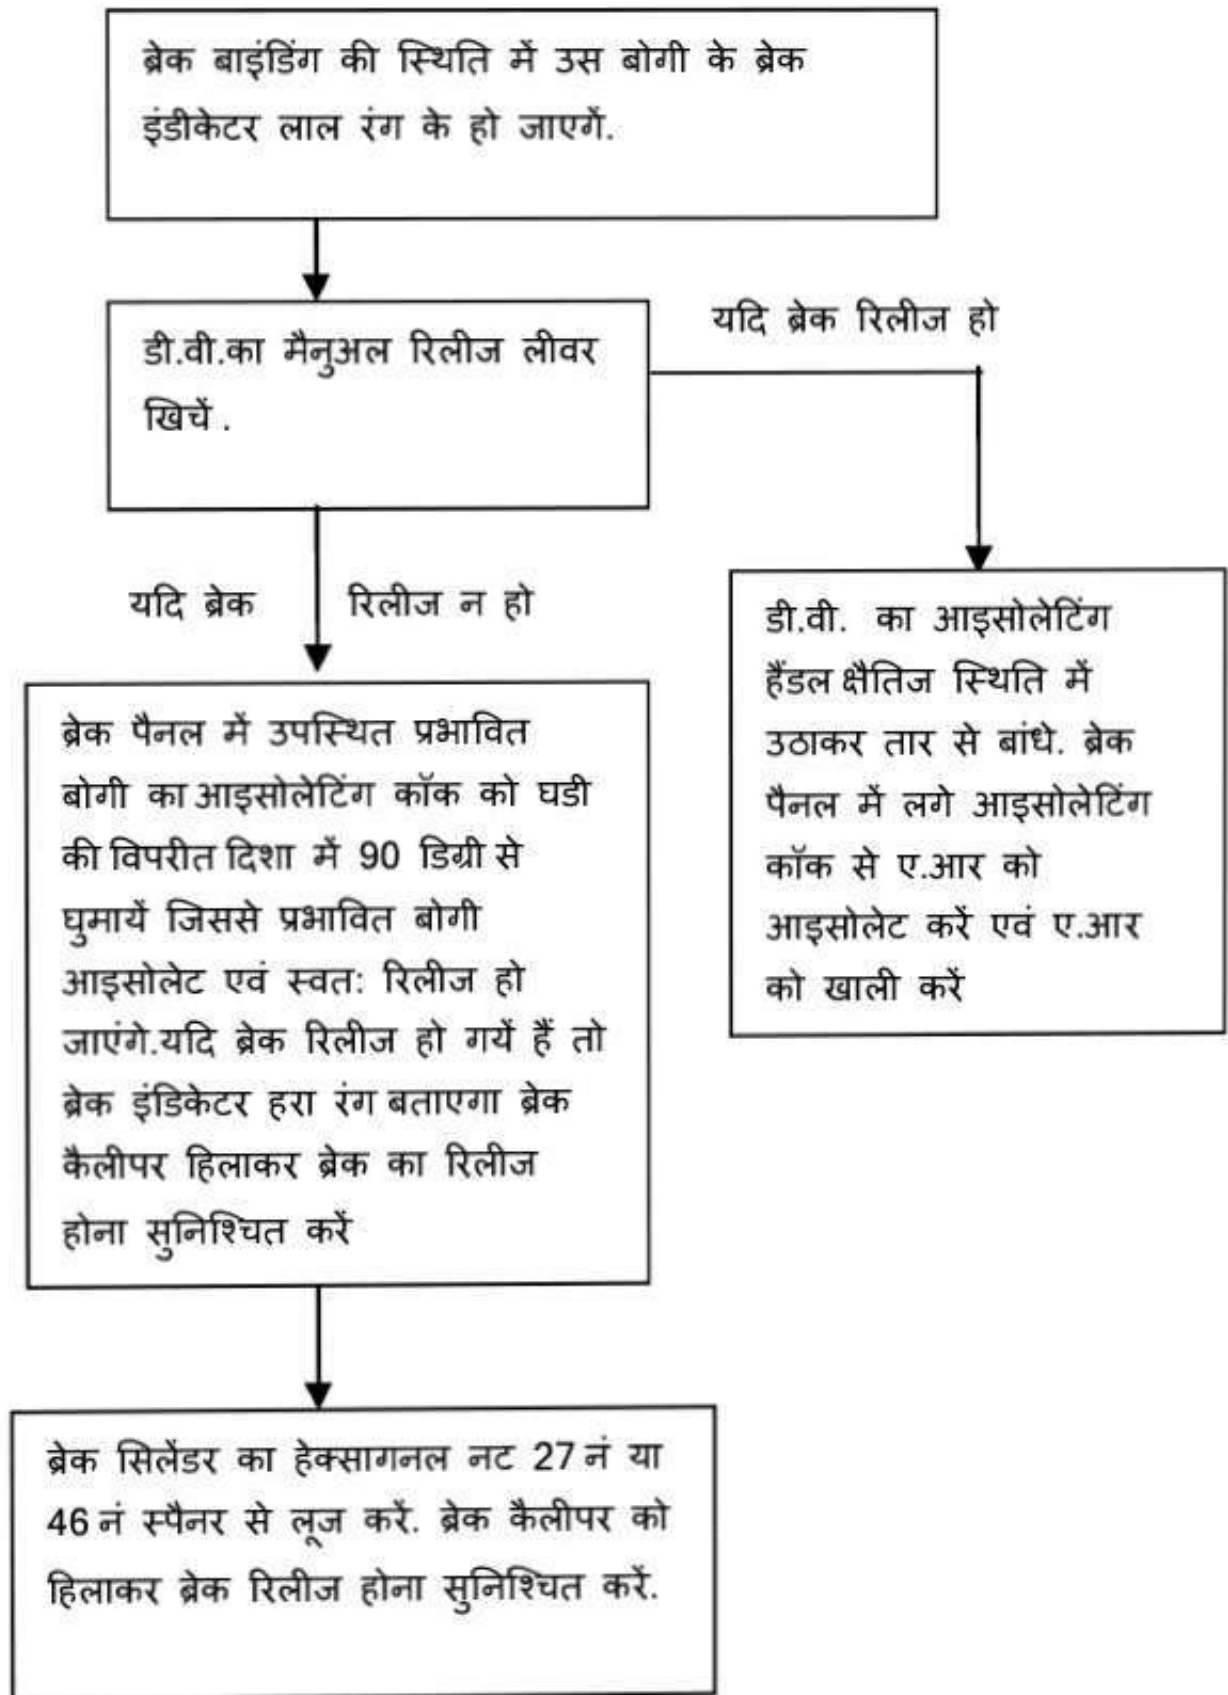 ब्रेक बाइंडिंग की स्थिति में उस बोगी के ब्रेक
इंडीकेटर लाल रंग के हो जाएगें.
डी.वी.का मैनुअल रिलीज लीवर
खिचें .
यदि ब्रेक रिलीज हो
यदि ब्रेक रिलीज न हो
डी.वी. का आइसोलेटिंग
हैंडल क्षैतिज स्थिति में
उठाकर तार से बांधे. ब्रेक
पैनल में लगे आइसोलेटिंग
कॉक से ए.आर को
आइसोलेट करें एवं ए.आर
को खाली करें
ब्रेक पैनल में उपस्थित प्रभावित
बोगी का आइसोलेटिंग कॉक को घडी
की विपरीत दिशा में 90 डिग्री से
घुमायें जिससे प्रभावित बोगी
आइसोलेट एवं स्वत: रिलीज हो
जाएंगे.यदि ब्रेक रिलीज हो गयें हैं तो
ब्रेक इंडिकेटर हरा रंग बताएगा ब्रेक
कैलीपर हिलाकर ब्रेक का रिलीज
होना सुनिश्चित करें
ब्रेक सिलेंडर का हेक्सागनल नट 27 नं या
46 नं स्पैनर से लूज करें. ब्रेक कैलीपर को
हिलाकर ब्रेक रिलीज होना सुनिश्चित करें.